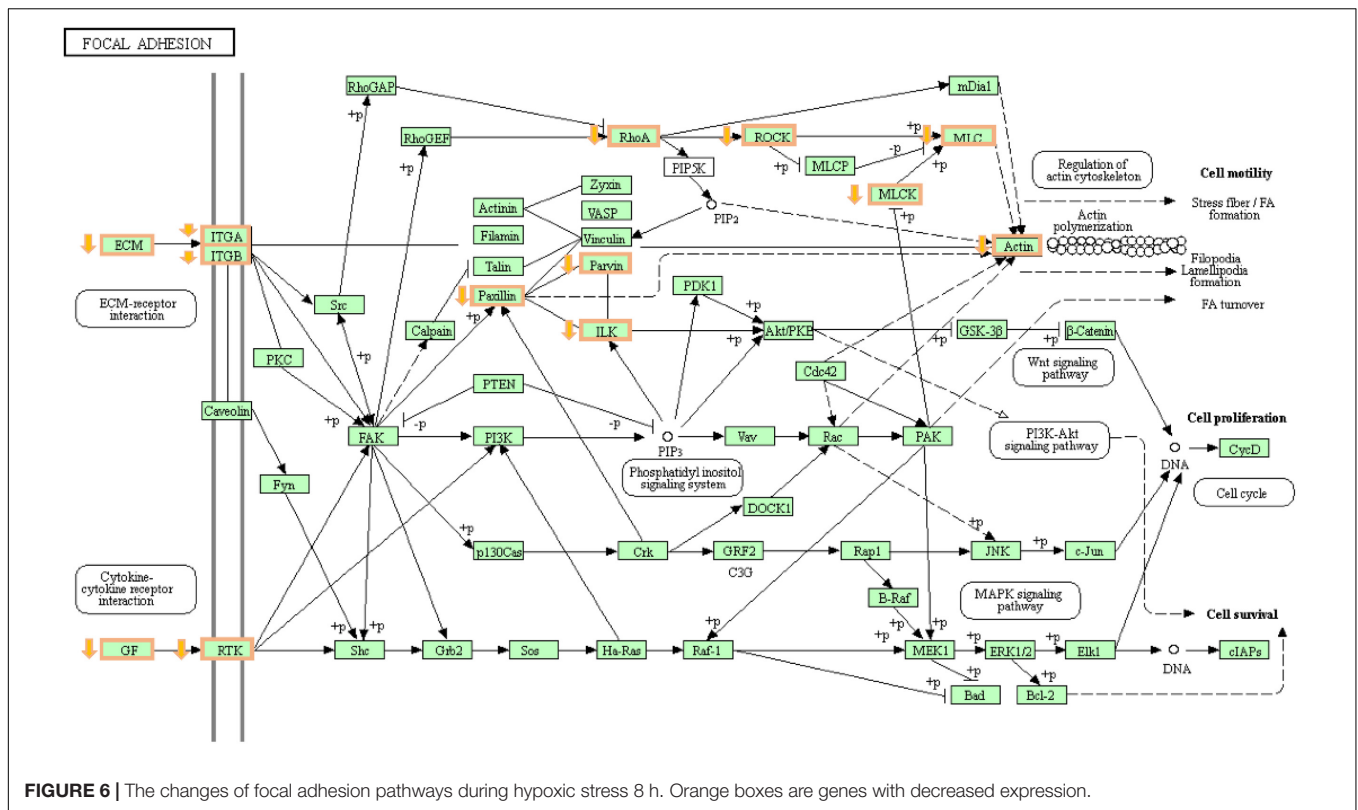 FOCAL ADHESION
RhoGAP
mDia1
+p
+p
RhoGEF
RhoA
ROCK
+p
MLC
-p
PIP5K
MLCP
+p
+p
Regulation of
actin cytoskeleton
Cell motility
Zyxin
MLCK
Stress fiber / FA
formation
Actinin
VASP
PIP2
+p
Actin
polymerization
ECM
ITGA
Filamin
Vinculin
Actin
ITGB
Talin
Parvin
Filopodia
Lamellipodia
formation
ECM-receptor
interaction
Src
Paxillin
PDK1
+p
FA turnover
+p
Calpain
ILK
Akt/PKB
GSK-3β
β-Catenin
+p
+p
+p
PKC
+p
Wnt signaling
pathway
PTEN
Cdc42
Caveolin
+p
-p
-p
Cell proliferation
FAK
PI3K
PIP3
Vav
Rac
PAK
PI3K-Akt
signaling pathway
DNA
CycD
Phosphatidyl inositol
signaling system
Fyn
Cell cycle
DOCK1
+p
+p
p130Cas
Crk
GRF2
Rap1
JNK
+p
c-Jun
C3G
Cytokine-
cytokine receptor
interaction
B-Raf
MAPK signaling
pathway
Cell survival
+p
+p
+p
+p
+p
+p
+p
GF
RTK
Shc
Grb2
Sos
Ha-Ras
Raf-1
MEK1
ERK1/2
Elk1
DNA
cIAPs
+p
+p
+p
Bad
Bcl-2
FIGURE 6 | The changes of focal adhesion pathways during hypoxic stress 8 h. Orange boxes are genes with decreased expression.